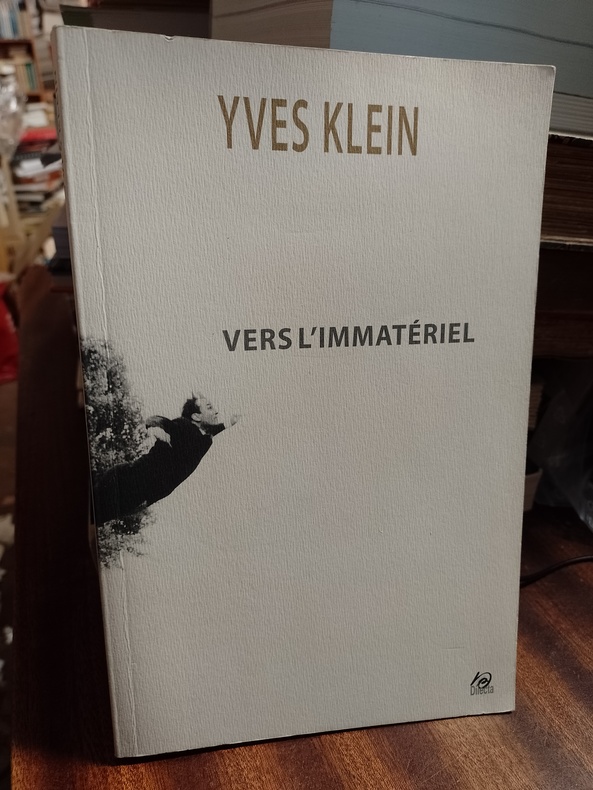 YVES KLEIN
VERS L'IMMATÉRIEL
Dilecta